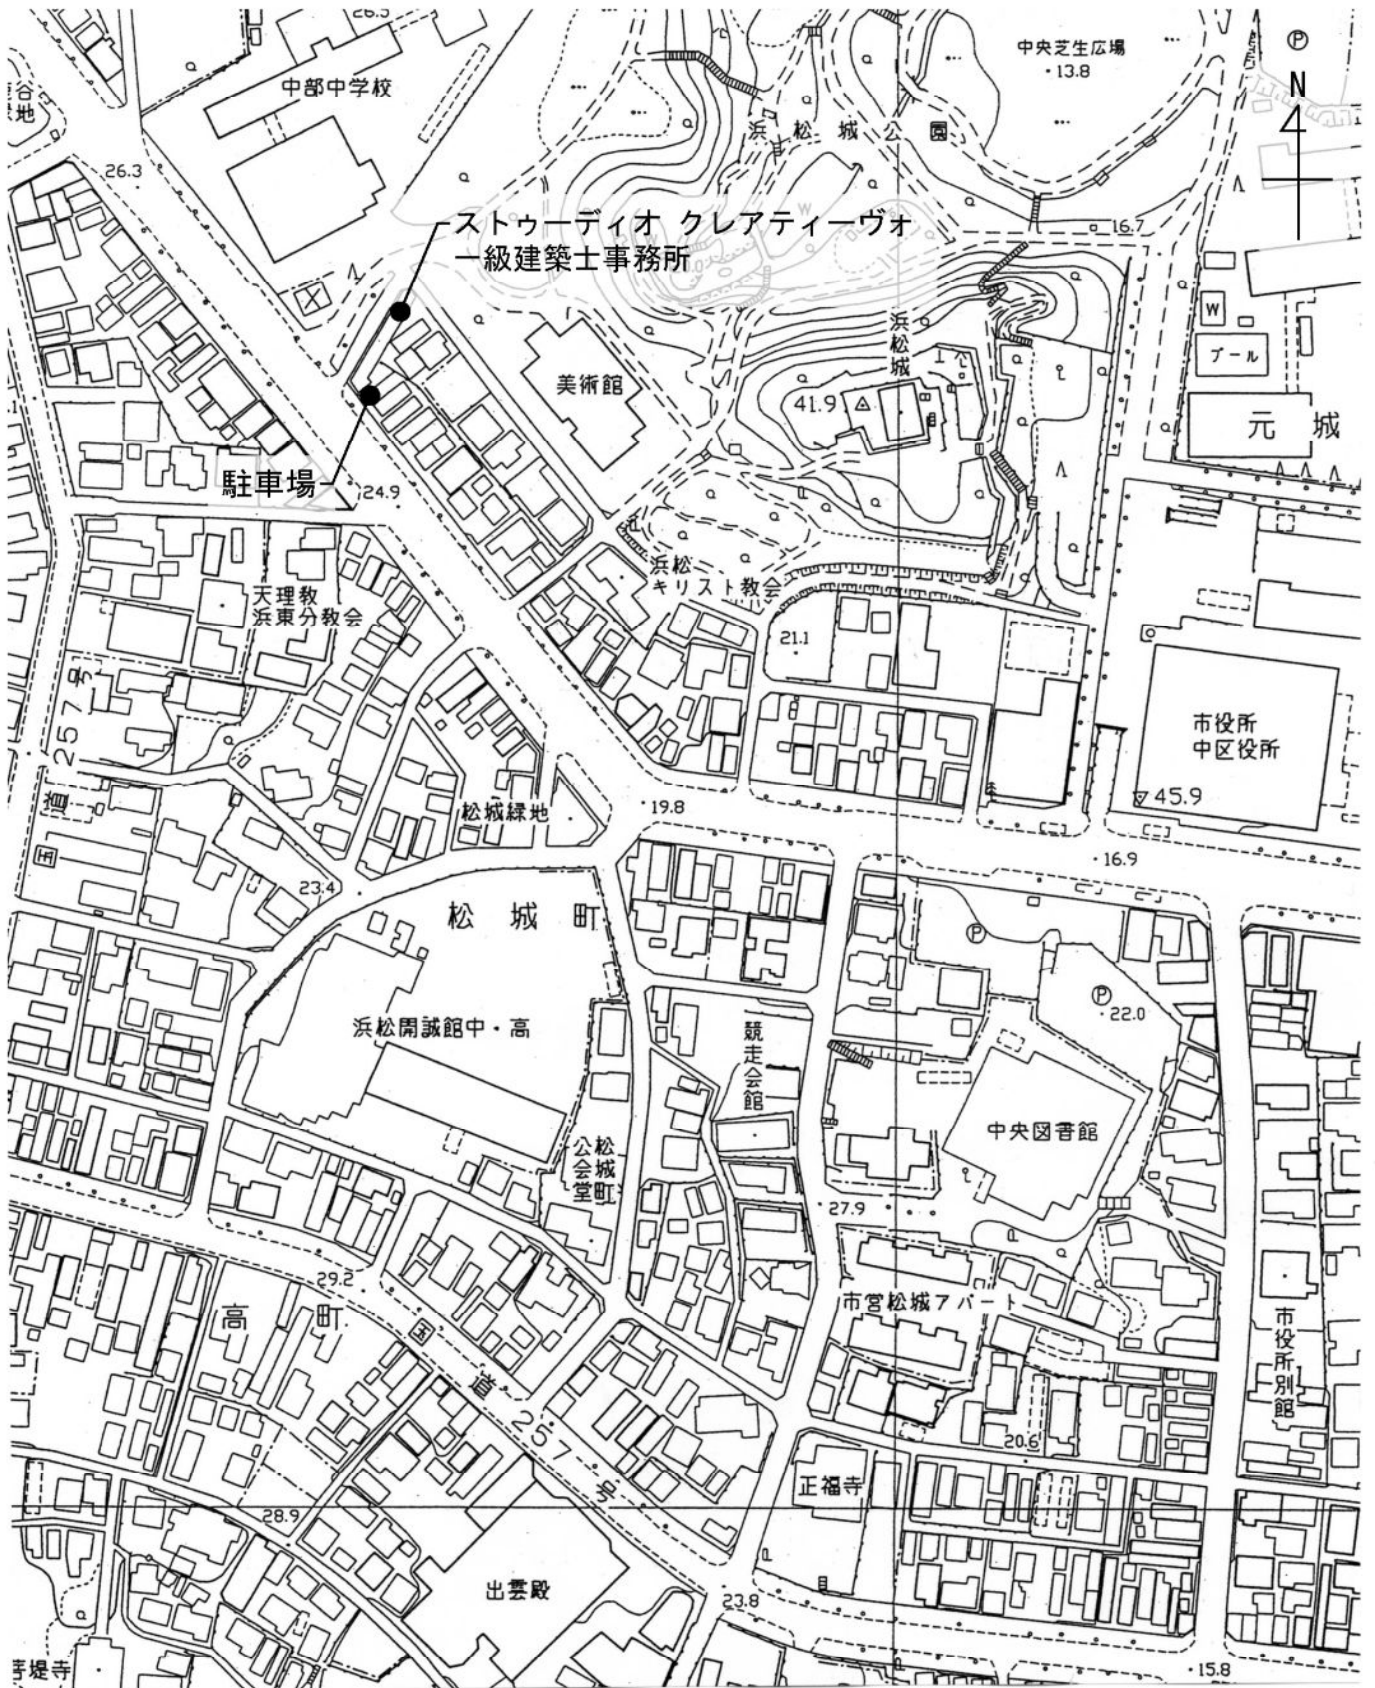 26.5
中部中学校
中央芝生広場
13.8
P
N
浜松城公園
26.3
16.7
ストゥーディオ クレアティーヴォ
一級建築士事務所
W
W
浜松城
プール
美術館
41.9
元城
駐車場
24.9
浜松
キリスト教会
天理教
浜東分教会
21.1
市役所
中区役所
国道257号
45.9
松城緑地
19.8
16.9
23.4
松城町
P
P
22.0
浜松開誠館中・高
競走会館
中央図書館
松城町
公会堂
27.9
29.2
市営松城アパート
高町
市役所別館
国道257号
20.6
正福寺
28.9
出雲殿
23.8
菩提寺
15.8